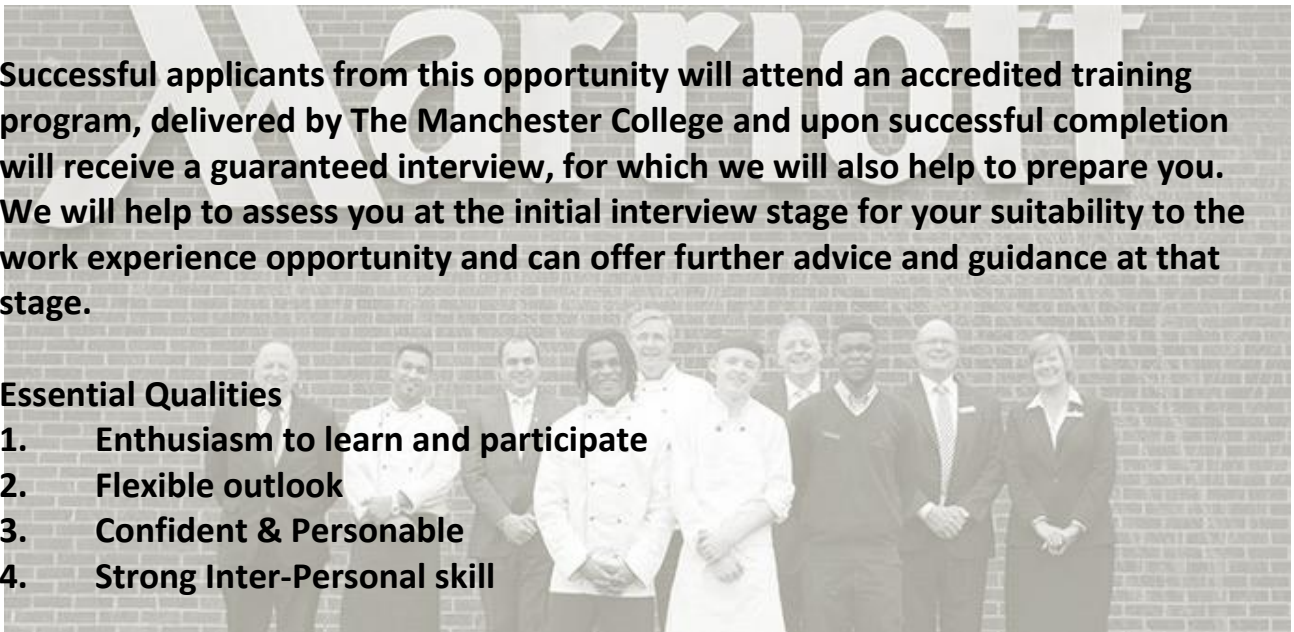 Marriott
Successful applicants from this opportunity will attend an accredited training
program, delivered by The Manchester College and upon successful completion
will receive a guaranteed interview, for which we will also help to prepare you.
We will help to assess you at the initial interview stage for your suitability to the
work experience opportunity and can offer further advice and guidance at that
stage.
Essential Qualities
1. Enthusiasm to learn and participate
2. Flexible outlook
3. Confident & Personable
4. Strong Inter-Personal skill